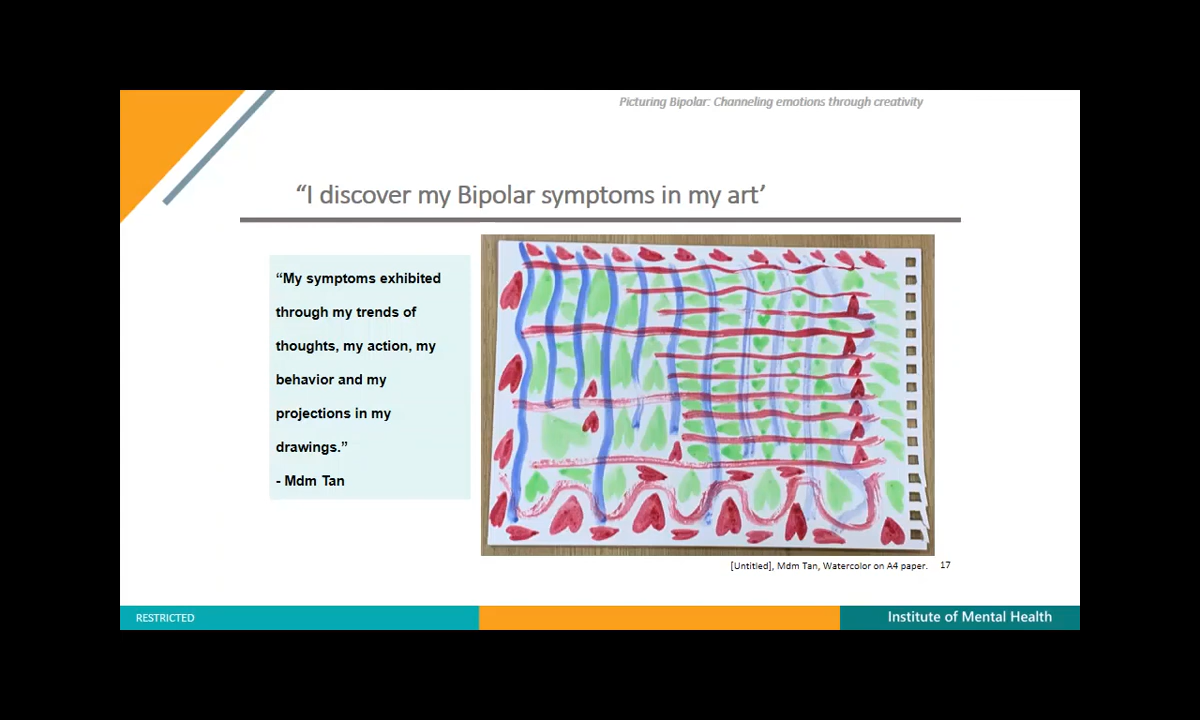 Picturing Bipolar: Channeling emotions through creativity
“I discover my Bipolar symptoms in my art’
“My symptoms exhibited
through my trends of
thoughts, my action, my
behavior and my
projections in my
drawings.”
- Mdm Tan
[Untitled], Mdm Tan, Watercolor on A4 paper.
17
RESTRICTED
Institute of Mental Health